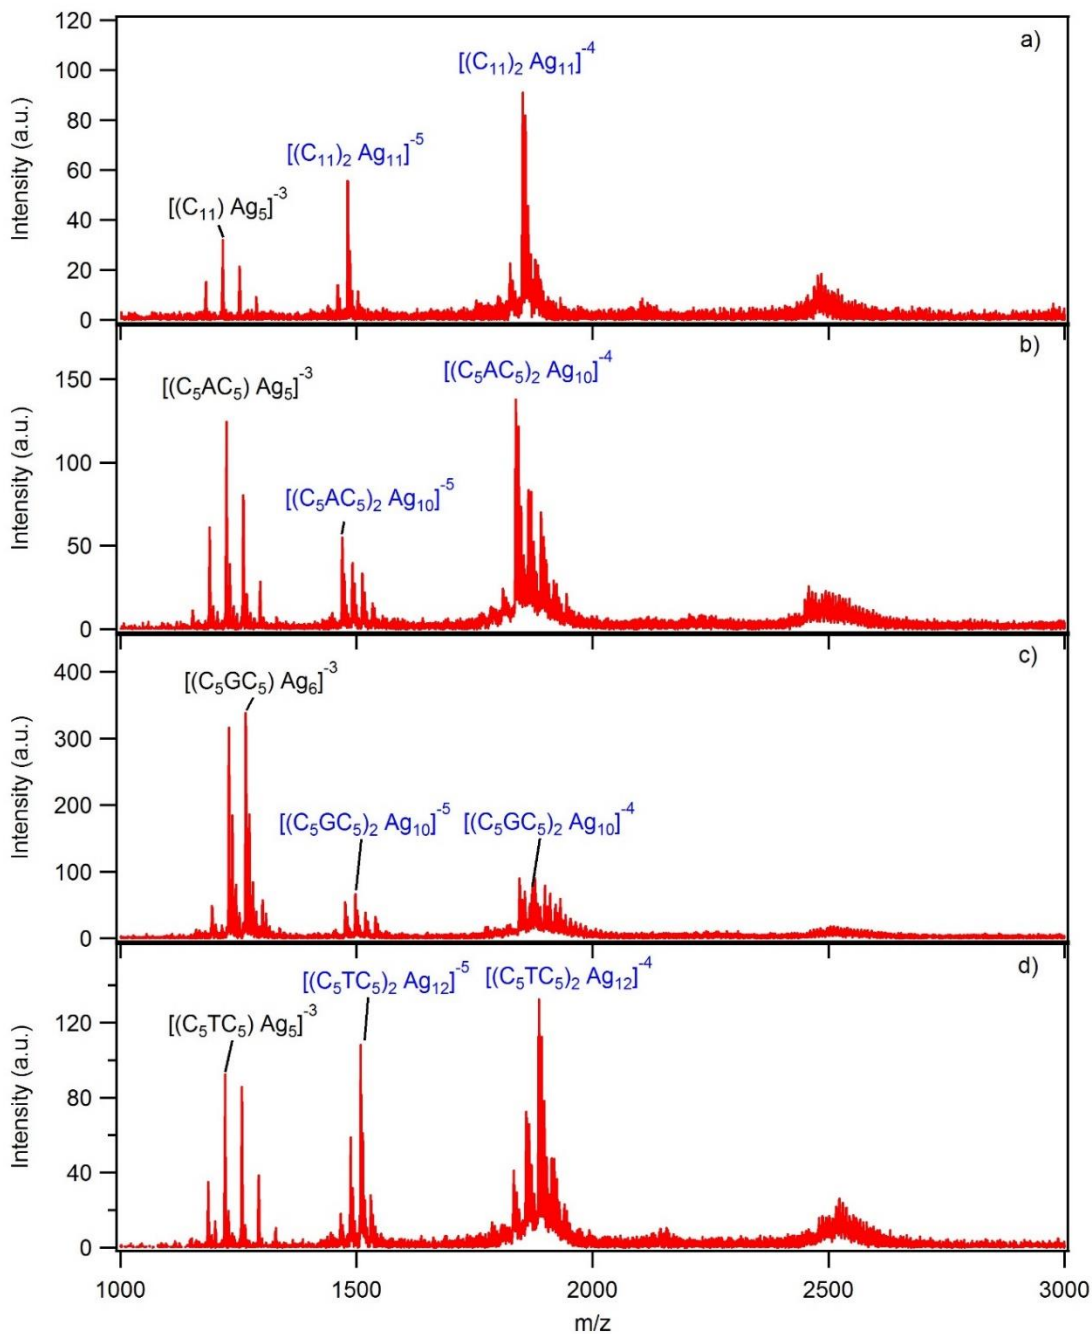 120
100
80
60
40
20
0
Intensity (a.u.)
a)
[(C₁₁) Ag₅]⁻³
[(C₁₁)₂ Ag₁₁]⁻⁵
[(C₁₁)₂ Ag₁₁]⁻⁴
150
100
50
0
Intensity (a.u.)
b)
[(C₅AC₅) Ag₅]⁻³
[(C₅AC₅)₂ Ag₁₀]⁻⁵
[(C₅AC₅)₂ Ag₁₀]⁻⁴
400
300
200
100
0
Intensity (a.u.)
c)
[(C₅GC₅) Ag₆]⁻³
[(C₅GC₅)₂ Ag₁₀]⁻⁵
[(C₅GC₅)₂ Ag₁₀]⁻⁴
120
80
40
0
Intensity (a.u.)
d)
[(C₅TC₅) Ag₅]⁻³
[(C₅TC₅)₂ Ag₁₂]⁻⁵
[(C₅TC₅)₂ Ag₁₂]⁻⁴
1000 1500 2000 2500 3000
m/z